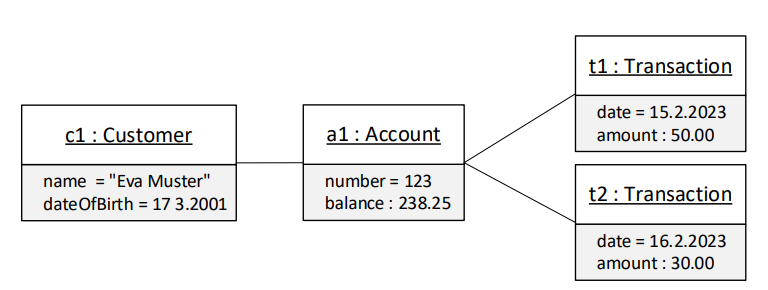 c1 : Customer
name = "Eva Muster"
dateOfBirth = 17 3.2001
a1 : Account
number = 123
balance : 238.25
t1 : Transaction
date = 15.2.2023
amount : 50.00
t2 : Transaction
date = 16.2.2023
amount : 30.00